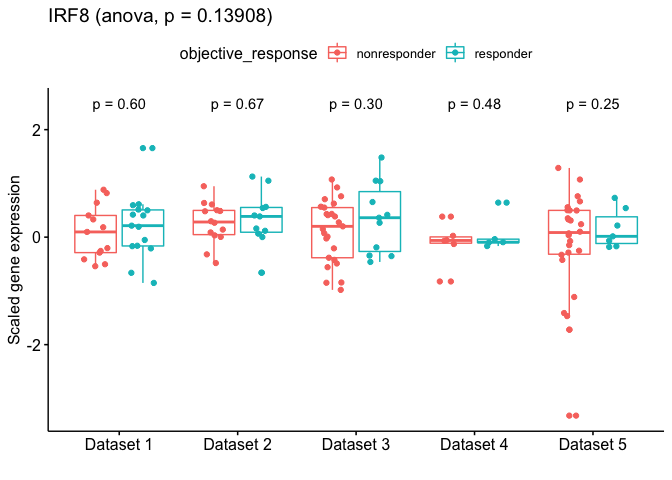 IRF8 (anova, p = 0.13908)
objective_response nonresponder responder
p = 0.60 p = 0.67 p = 0.30 p = 0.48 p = 0.25
2
0
-2
Scaled gene expression
Dataset 1 Dataset 2 Dataset 3 Dataset 4 Dataset 5